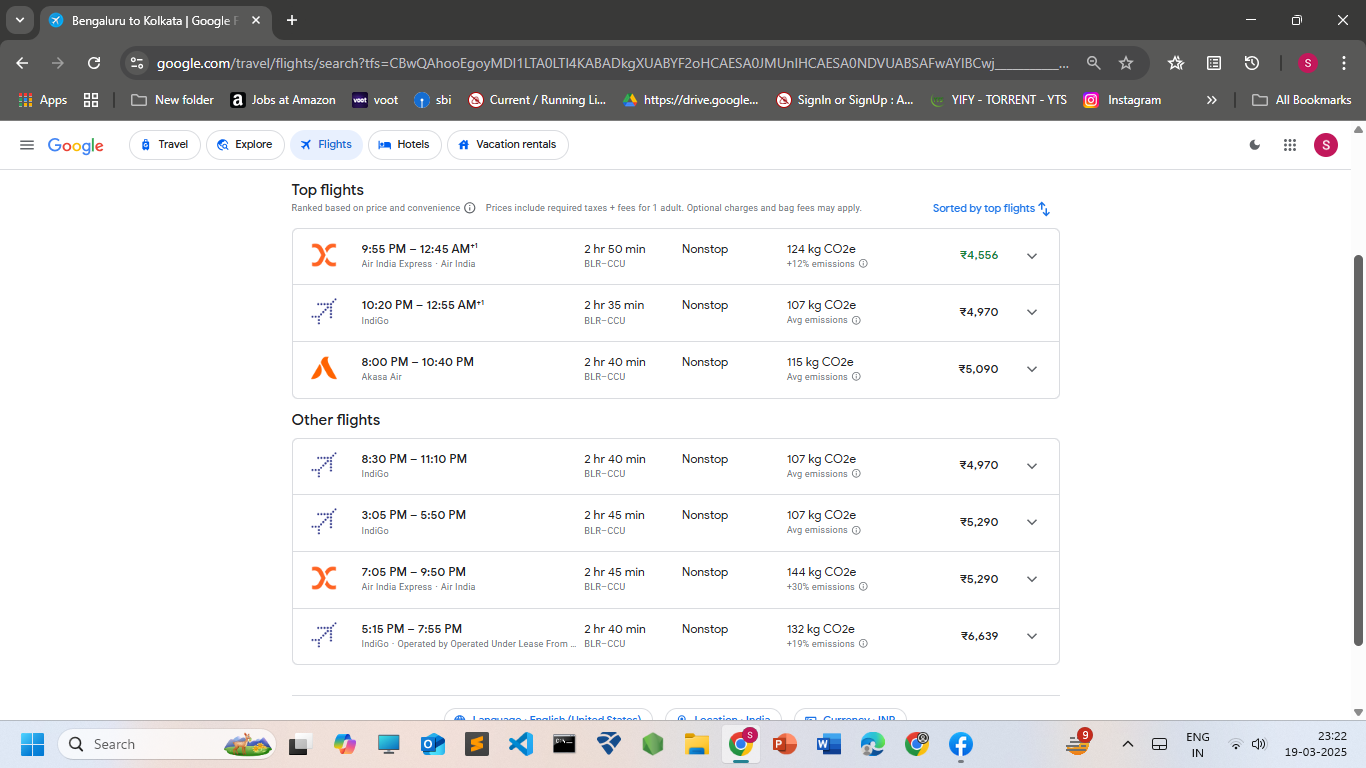 Bengaluru to Kolkata | Google F
google.com/travel/flights/search?tfs=CBwQAhooEgoyMDI1LTA0LTI4KABADkgXUABYF2oHCAESA0JMUnIHCAESA0NDVUABSAFwAYIBCwj___________...
S
Apps
New folder
a Jobs at Amazon
voot voot
sbi
Current / Running Li...
https://drive.google...
SignIn or SignUp : A...
YIFY - TORRENT - YTS
Instagram
All Bookmarks
Google
Travel
Explore
Flights
Hotels
Vacation rentals
S
Top flights
Ranked based on price and convenience Prices include required taxes + fees for 1 adult. Optional charges and bag fees may apply.
Sorted by top flights
9:55 PM – 12:45 AM+1 2 hr 50 min Nonstop 124 kg CO2e ₹4,556
Air India Express · Air India BLR–CCU +12% emissions
10:20 PM – 12:55 AM+1 2 hr 35 min Nonstop 107 kg CO2e ₹4,970
IndiGo BLR–CCU Avg emissions
8:00 PM – 10:40 PM 2 hr 40 min Nonstop 115 kg CO2e ₹5,090
Akasa Air BLR–CCU Avg emissions
Other flights
8:30 PM – 11:10 PM 2 hr 40 min Nonstop 107 kg CO2e ₹4,970
IndiGo BLR–CCU Avg emissions
3:05 PM – 5:50 PM 2 hr 45 min Nonstop 107 kg CO2e ₹5,290
IndiGo BLR–CCU Avg emissions
7:05 PM – 9:50 PM 2 hr 45 min Nonstop 144 kg CO2e ₹5,290
Air India Express · Air India BLR–CCU +30% emissions
5:15 PM – 7:55 PM 2 hr 40 min Nonstop 132 kg CO2e ₹6,639
IndiGo · Operated by Operated Under Lease From ... BLR–CCU +19% emissions
Language · English (United States) Location · India Currency · INR
Search
S
9
ENG
IN
23:22
19-03-2025